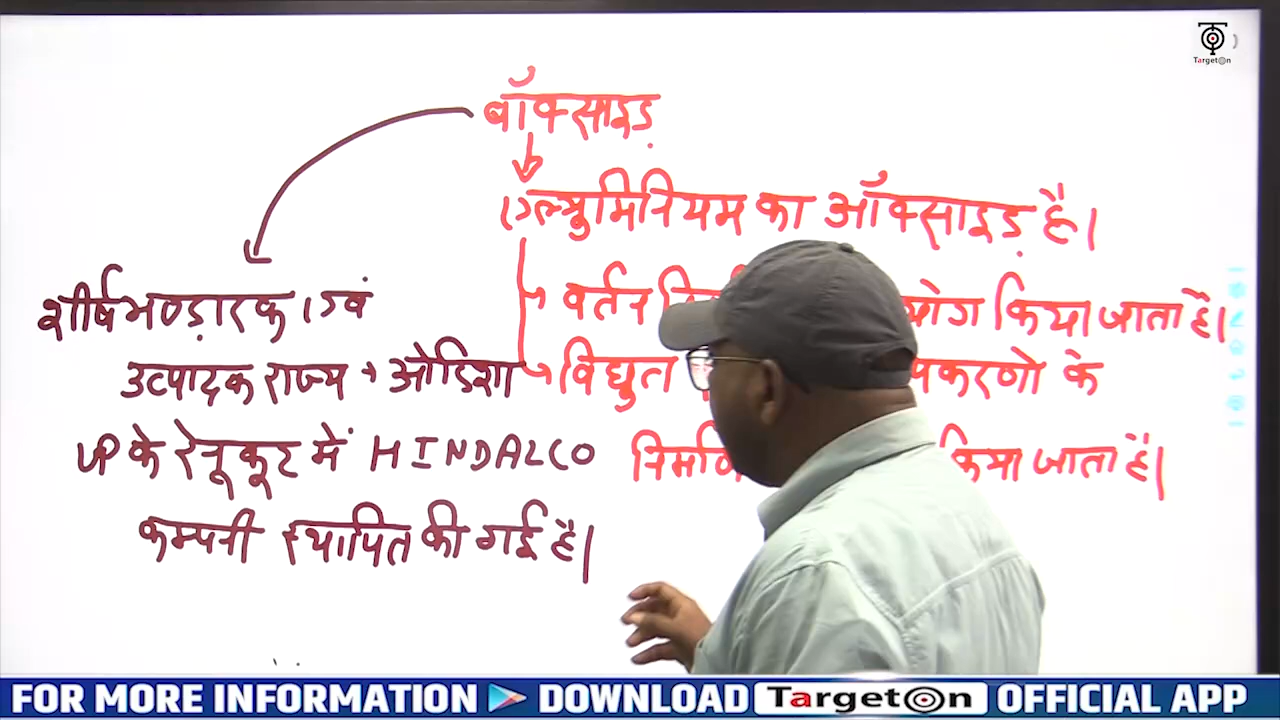 TargetOn
बॉक्साइड़
एल्युमिनियम का ऑक्साइड़ है।
वर्तन किया जाता है।
विद्युत के
किया जाता है।
शीर्ष भण्ड़ारक एवं
उत्पादक राज्य → ओडिशा
UP के रेनूकूट में HINDALCO
कम्पनी स्थापित की गई है।
FOR MORE INFORMATION DOWNLOAD TargetOn OFFICIAL APP